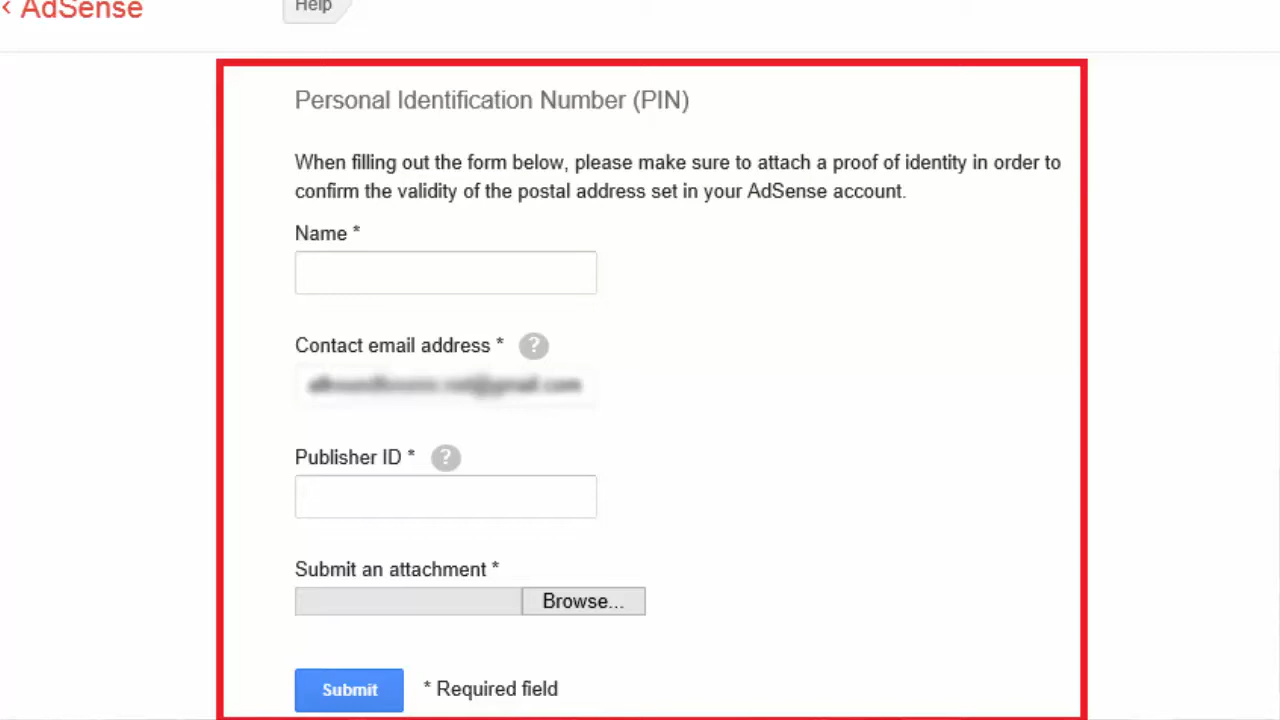 ‹ AdSense
Help
Personal Identification Number (PIN)
When filling out the form below, please make sure to attach a proof of identity in order to
confirm the validity of the postal address set in your AdSense account.
Name *
Contact email address * ?
Publisher ID * ?
Submit an attachment *
Browse...
Submit * Required field